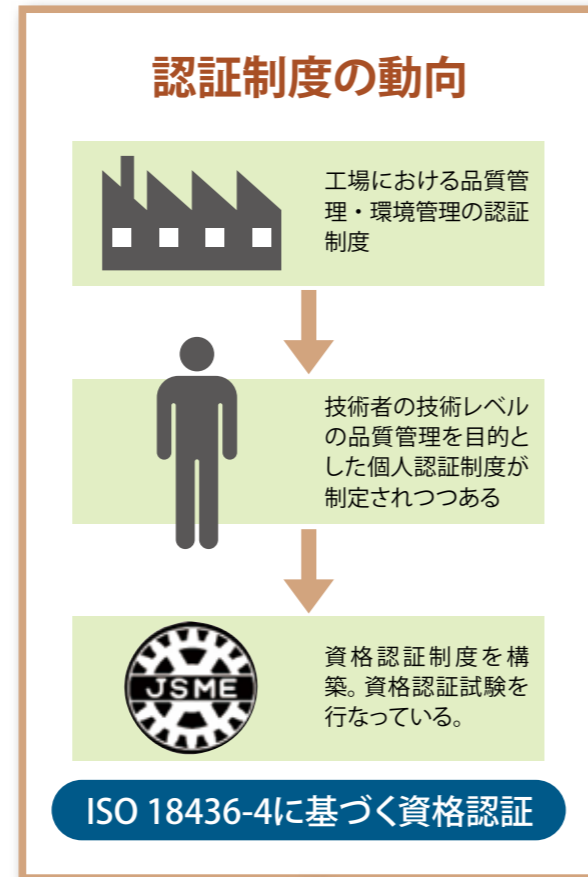 認証制度の動向
工場における品質管
理・環境管理の認証
制度
技術者の技術レベル
の品質管理を目的と
した個人認証制度が
制定されつつある
JSME
資格認証制度を構
築。資格認証試験を
行なっている。
ISO 18436-4に基づく資格認証